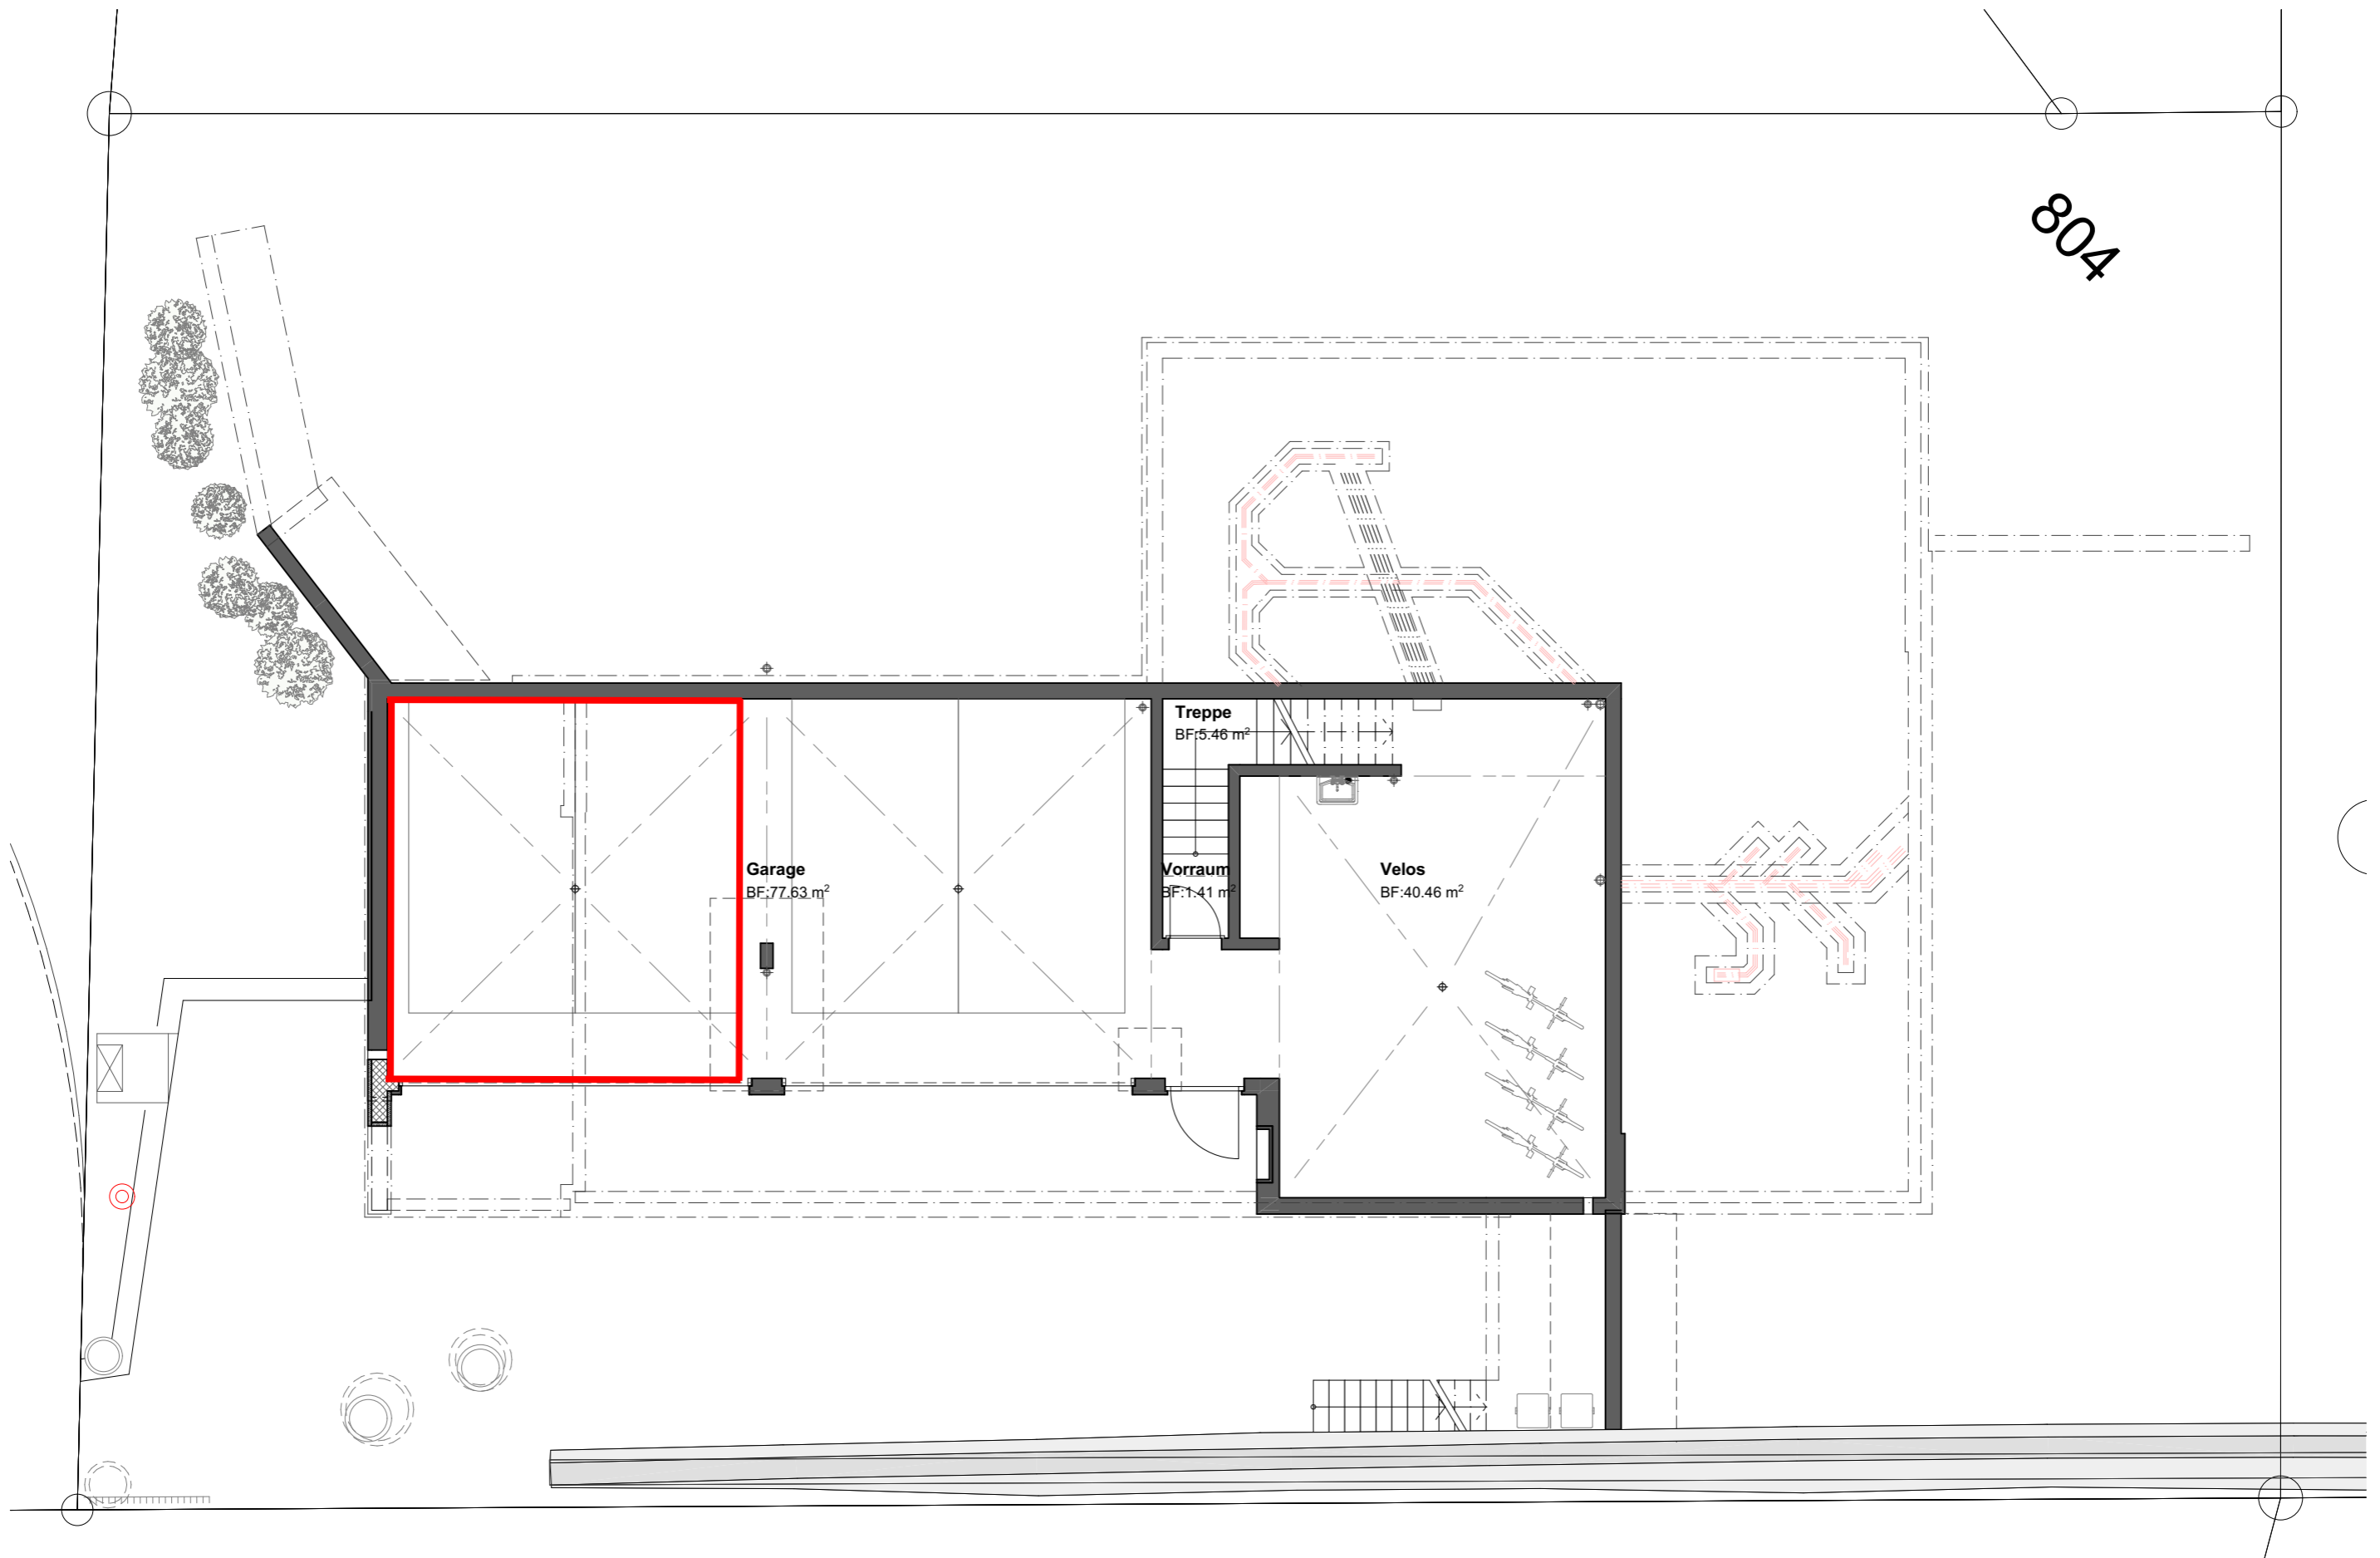 804
Treppe
BF:5.46 m²
Garage
BF:77.63 m²
Vorraum
BF:1.41 m²
Velos
BF:40.46 m²